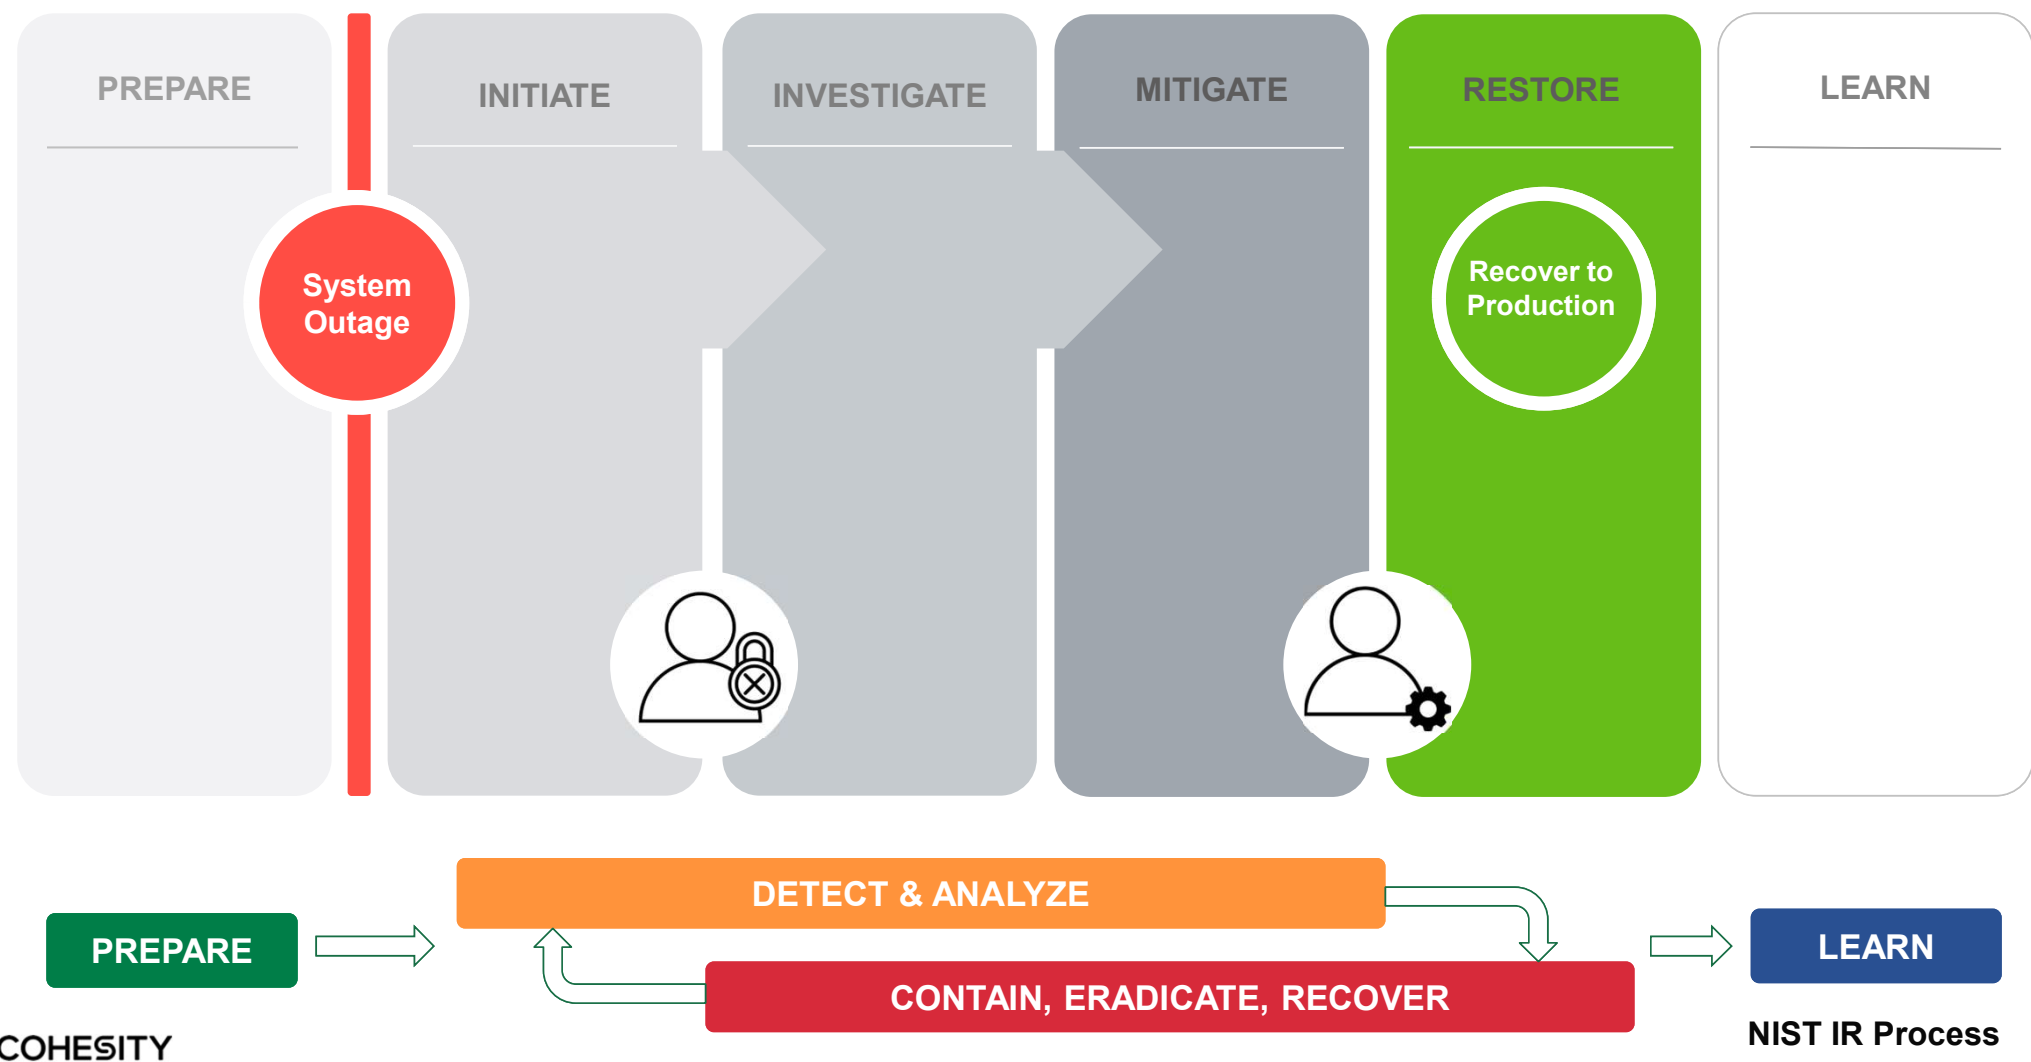 PREPARE
INITIATE
INVESTIGATE
MITIGATE
RESTORE
LEARN
System
Outage
Recover to
Production
DETECT & ANALYZE
PREPARE
LEARN
CONTAIN, ERADICATE, RECOVER
COHESITY
NIST IR Process